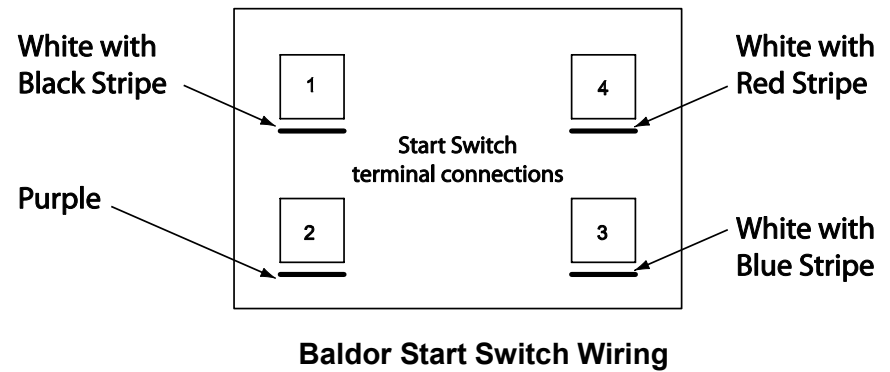 White with
Black Stripe
1
4
White with
Red Stripe
Start Switch
terminal connections
Purple
2
3
White with
Blue Stripe
Baldor Start Switch Wiring